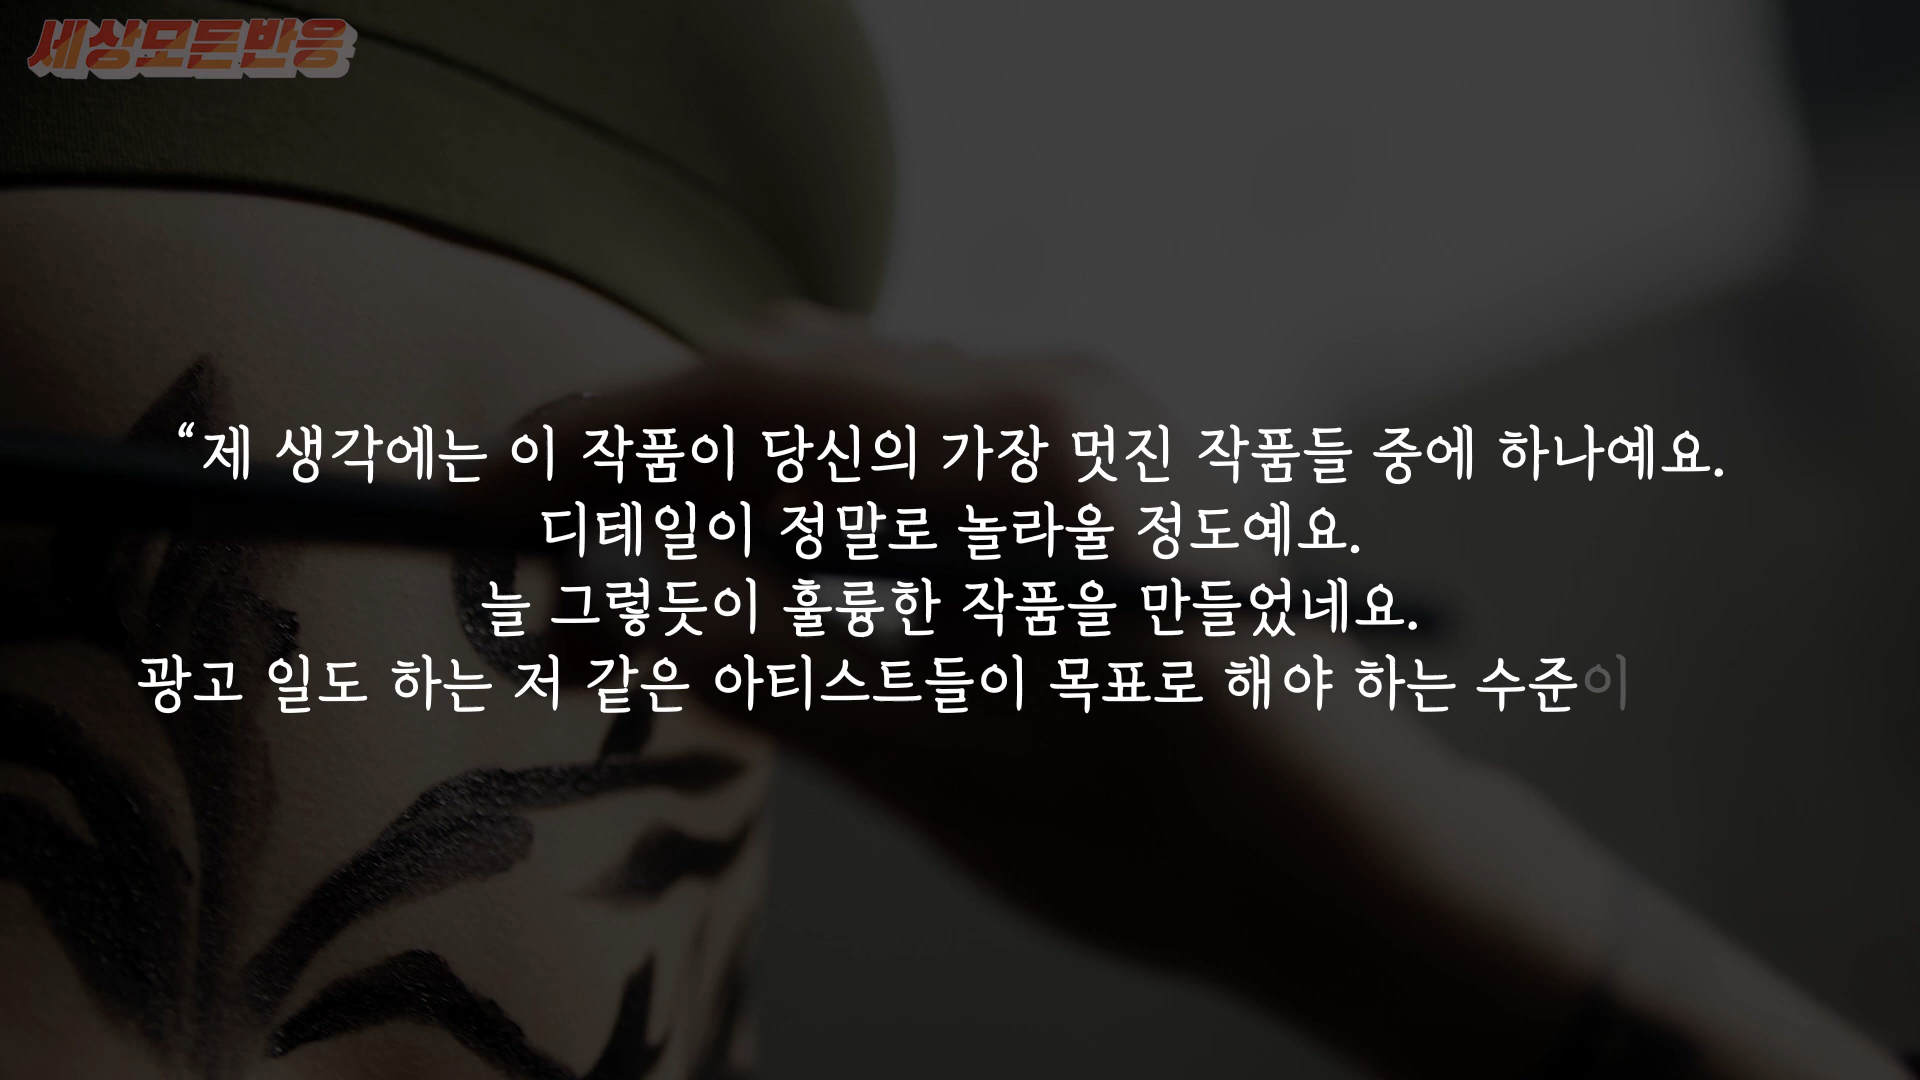 세상모든반응
“제 생각에는 이 작품이 당신의 가장 멋진 작품들 중에 하나예요.
디테일이 정말로 놀라울 정도예요.
늘 그렇듯이 훌륭한 작품을 만들었네요.
광고 일도 하는 저 같은 아티스트들이 목표로 해야 하는 수준이